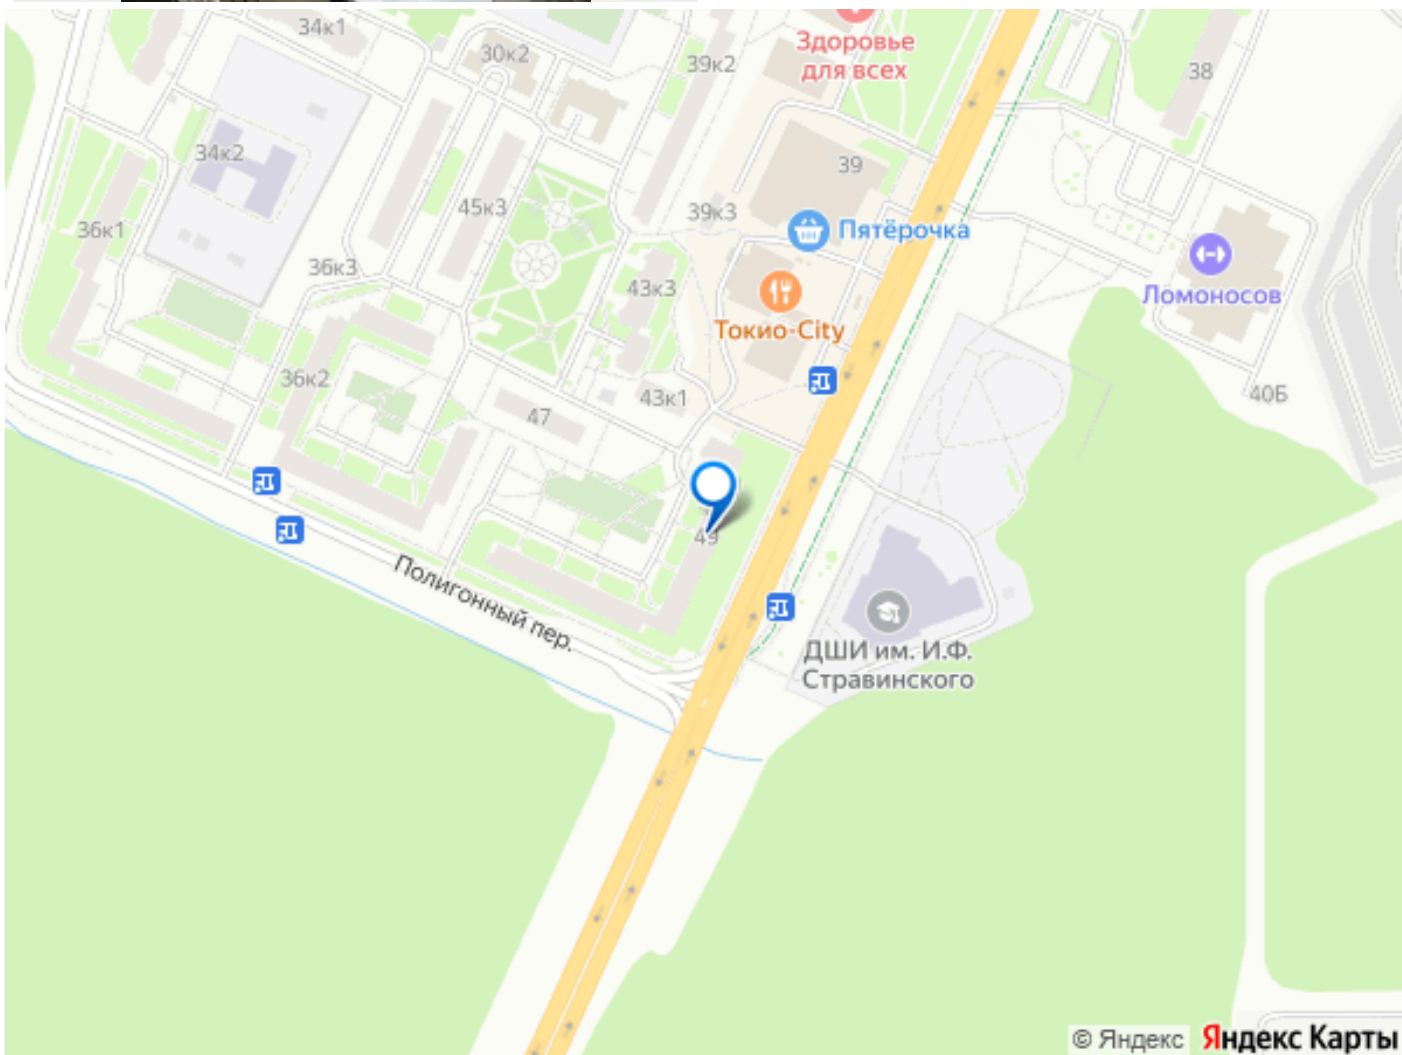 34к1
30к2
39к2
Здоровье
для всех
38
34к2
39
45к3
39к3
36к1
Пятёрочка
36к3
43к3
Ломоносов
Токио-City
36к2
43к1
40Б
47
49
Полигонный пер.
ДШИ им. И.Ф.
Стравинского
© Яндекс
Яндекс Карты